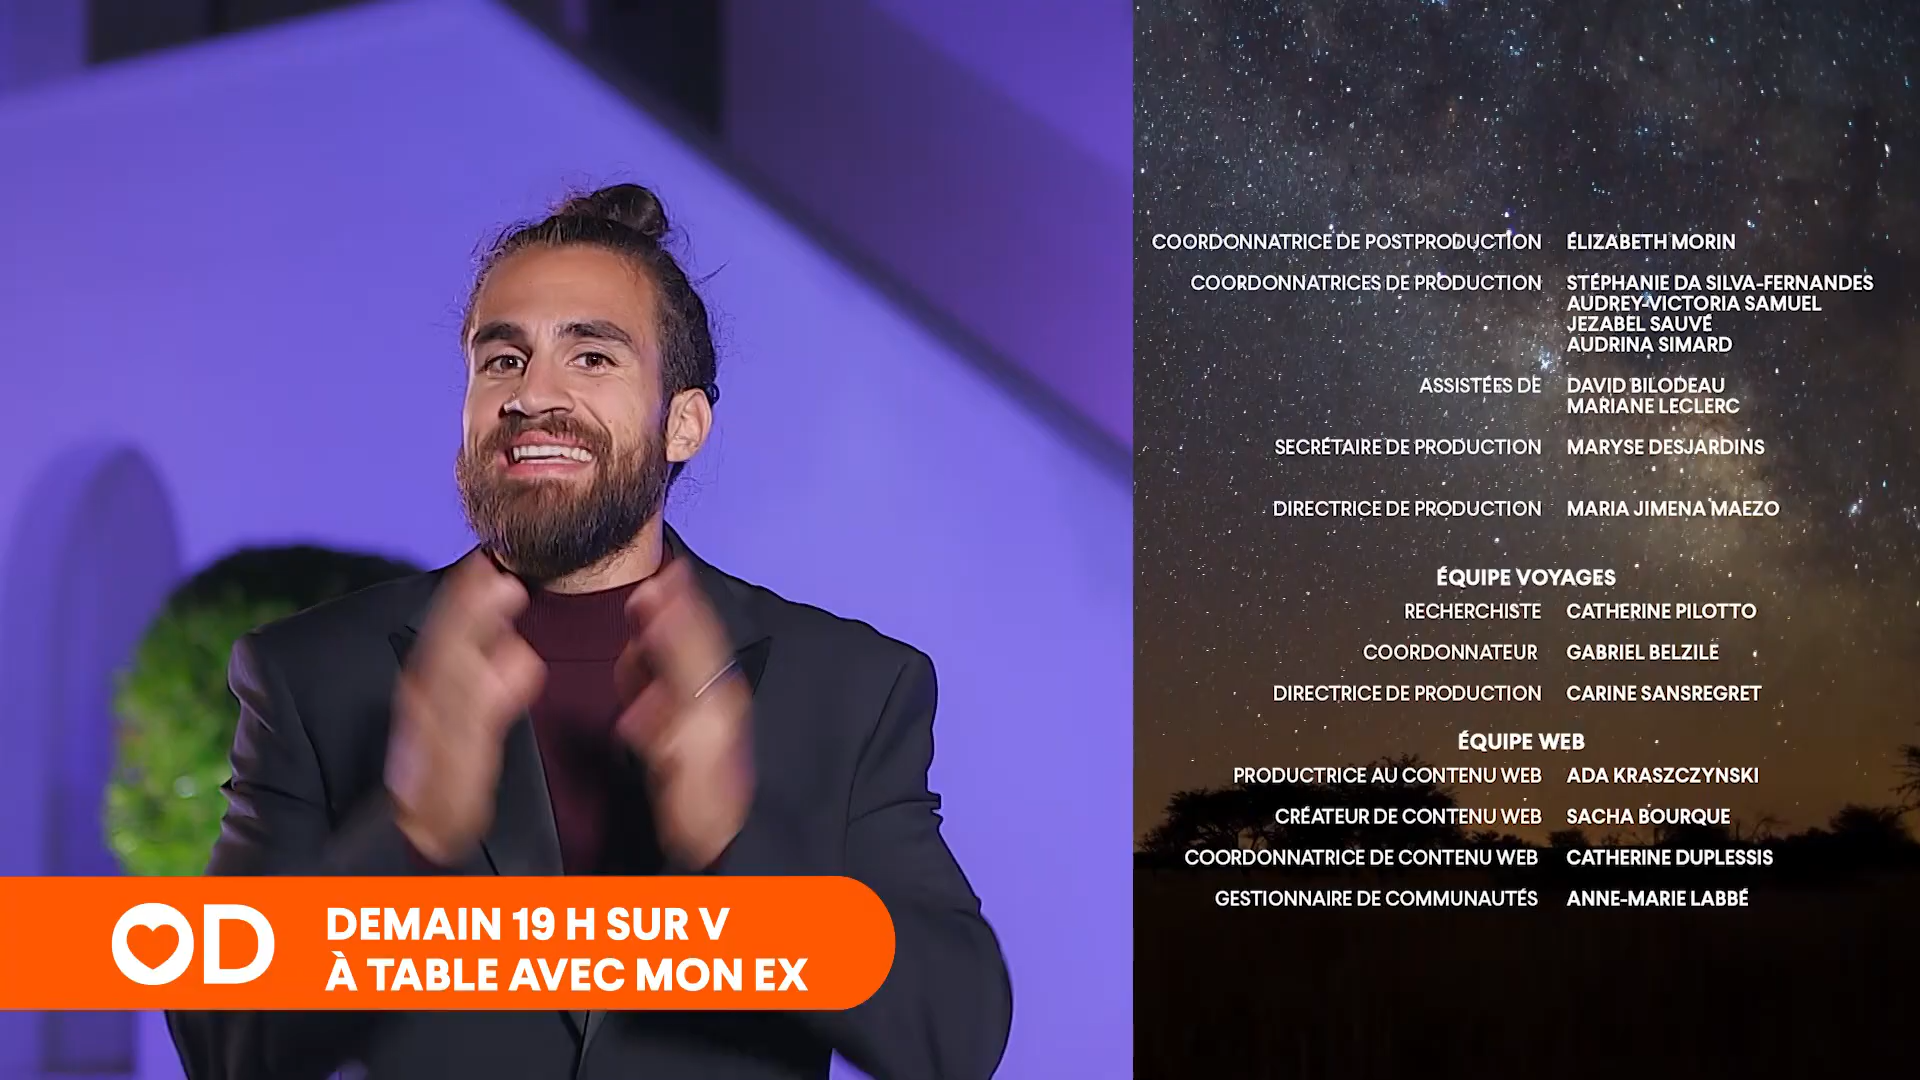 COORDONNATRICE DE POSTPRODUCTION ÉLIZABETH MORIN
COORDONNATRICES DE PRODUCTION STÉPHANIE DA SILVA-FERNANDES
AUDREY-VICTORIA SAMUEL
JEZABEL SAUVÉ
AUDRINA SIMARD
ASSISTÉES DE DAVID BILODEAU
MARIANE LECLERC
SECRÉTAIRE DE PRODUCTION MARYSE DESJARDINS
DIRECTRICE DE PRODUCTION MARIA JIMENA MAEZO
ÉQUIPE VOYAGES
RECHERCHISTE CATHERINE PILOTTO
COORDONNATEUR GABRIEL BELZILE
DIRECTRICE DE PRODUCTION CARINE SANSREGRET
ÉQUIPE WEB
PRODUCTRICE AU CONTENU WEB ADA KRASZCZYNSKI
CRÉATEUR DE CONTENU WEB SACHA BOURQUE
COORDONNATRICE DE CONTENU WEB CATHERINE DUPLESSIS
GESTIONNAIRE DE COMMUNAUTÉS ANNE-MARIE LABBÉ
OD
DEMAIN 19 H SUR V
À TABLE AVEC MON EX